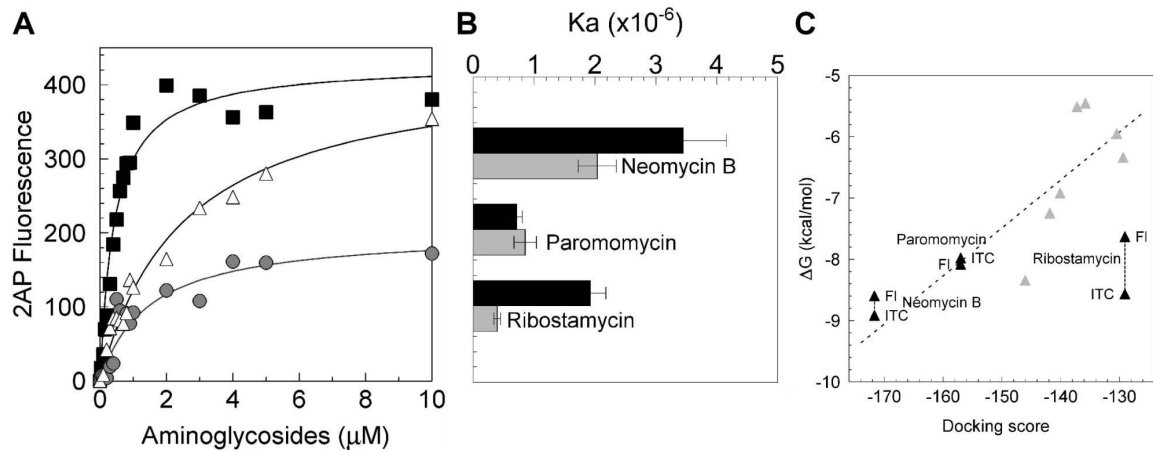 A
400
300
200
100
0
2AP Fluorescence
0 2 4 6 8 10
Aminoglycosides (μM)
B
Ka (x10⁻⁶)
0 1 2 3 4 5
Neomycin B
Paromomycin
Ribostamycin
C
-5
-6
-7
-8
-9
-10
ΔG (kcal/mol)
Paromomycin
ITC
Fl
Fl
Neomycin B
ITC
Fl
Ribostamycin
ITC
-170 -160 -150 -140 -130
Docking score